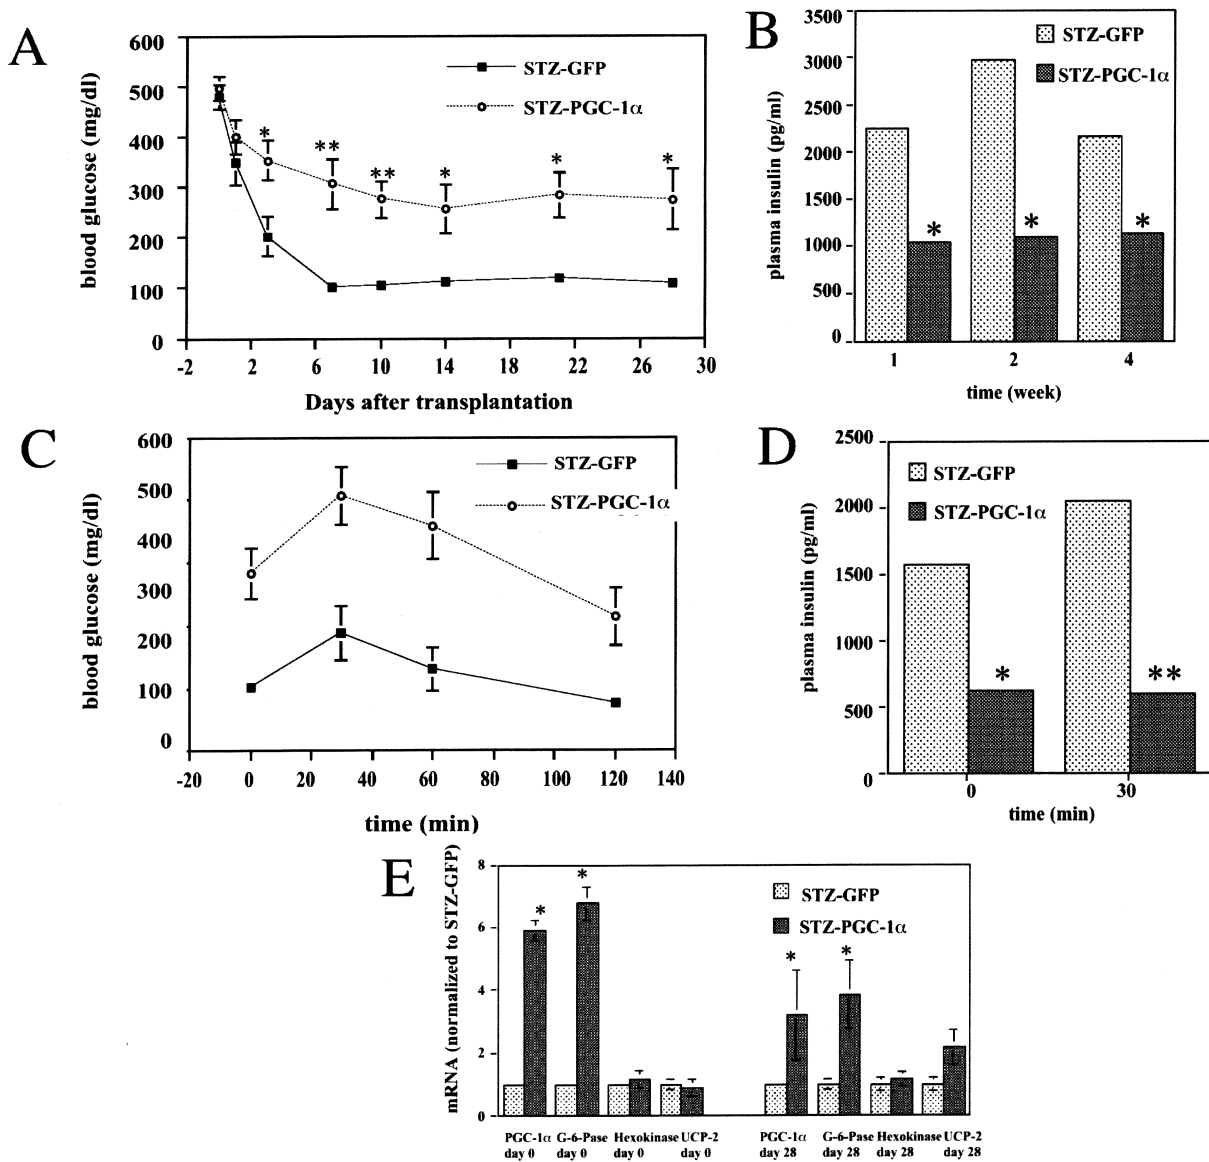 A
600
500
400
300
200
100
0
blood glucose (mg/dl)
STZ-GFP
STZ-PGC-1α
*
**
**
*
*
*
-2 2 6 10 14 18 22 26 30
Days after transplantation
B
3500
3000
2500
2000
1500
1000
500
0
plasma insulin (pg/ml)
STZ-GFP
STZ-PGC-1α
*
*
*
1 2 4
time (week)
C
600
500
400
300
200
100
0
blood glucose (mg/dl)
STZ-GFP
STZ-PGC-1α
-20 0 20 40 60 80 100 120 140
time (min)
D
2500
2000
1500
1000
500
0
plasma insulin (pg/ml)
STZ-GFP
STZ-PGC-1α
*
**
0 30
time (min)
E
8
6
4
2
0
mRNA (normalized to STZ-GFP)
STZ-GFP
STZ-PGC-1α
*
*
*
*
PGC-1α G-6-Pase Hexokinase UCP-2 PGC-1α G-6-Pase Hexokinase UCP-2
day 0 day 0 day 0 day 0 day 28 day 28 day 28 day 28